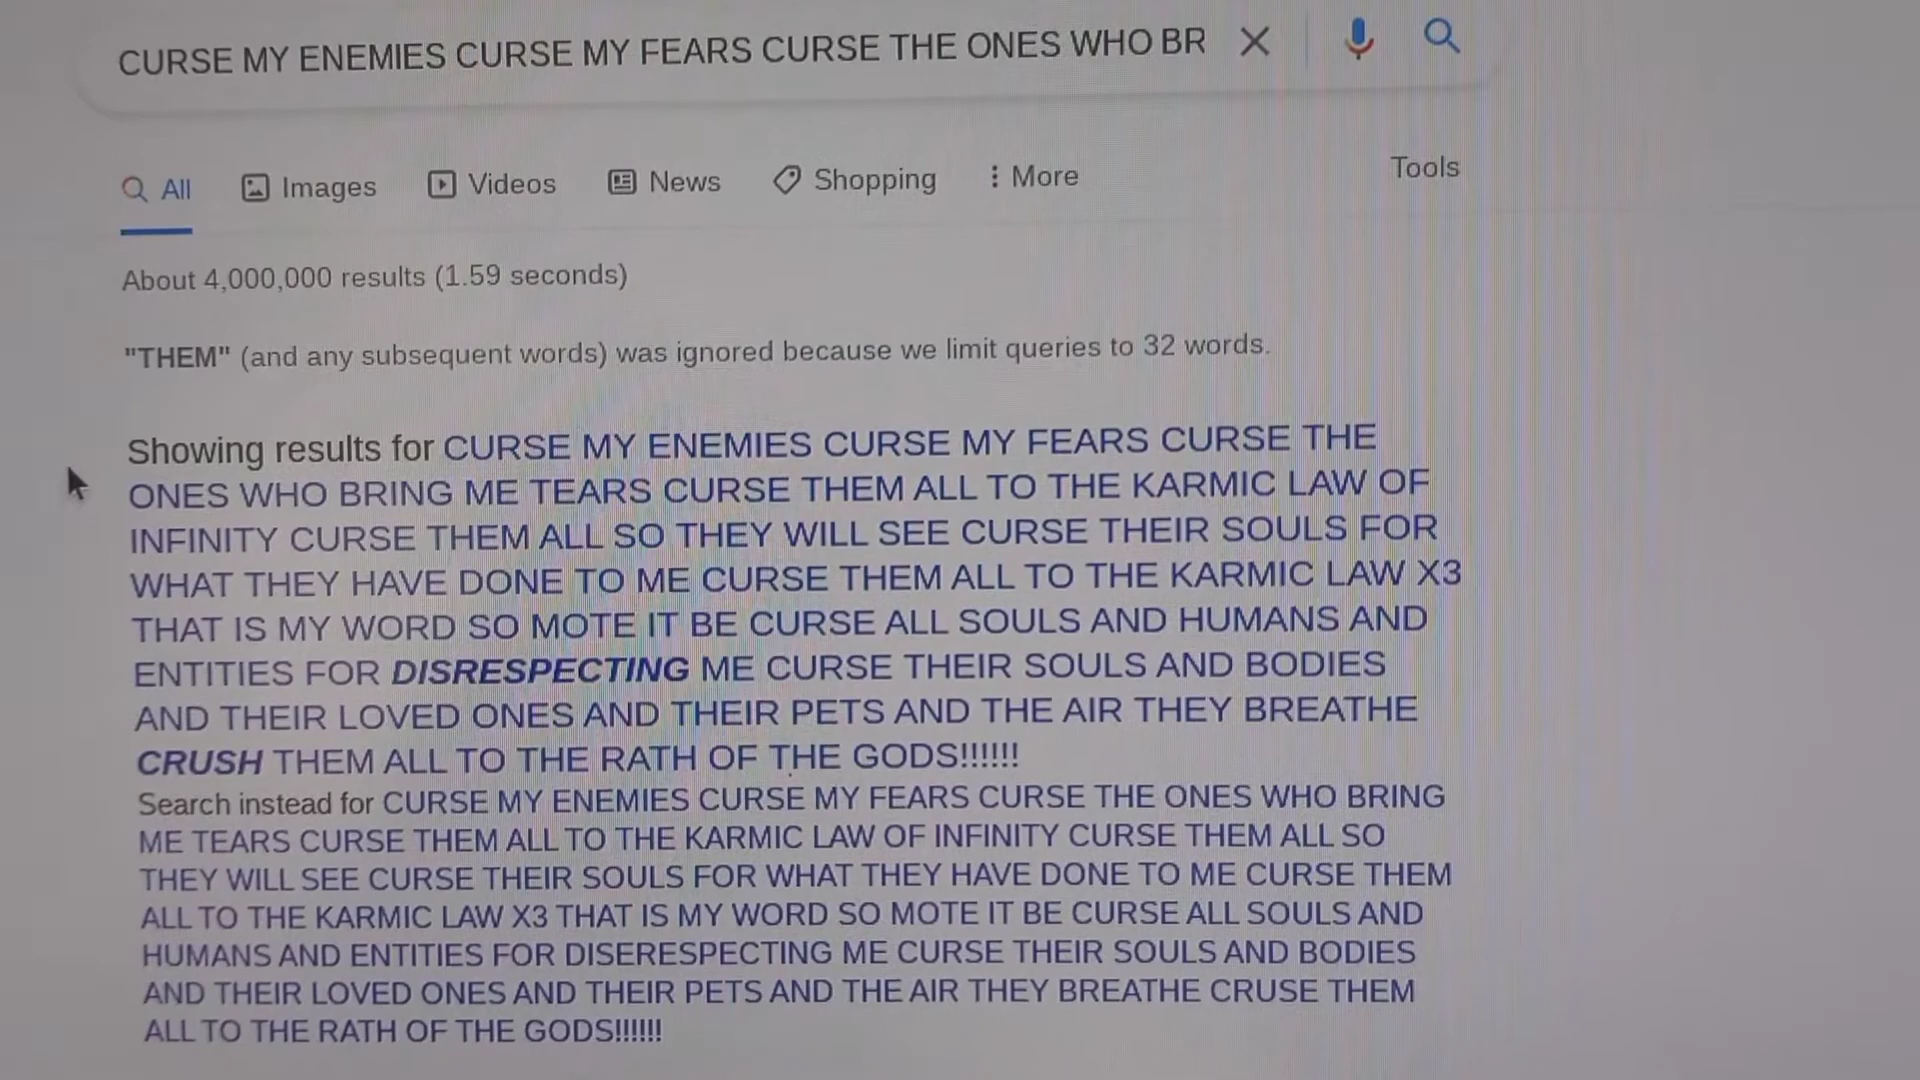 CURSE MY ENEMIES CURSE MY FEARS CURSE THE ONES WHO BR
All Images Videos News Shopping More Tools
About 4,000,000 results (1.59 seconds)
"THEM" (and any subsequent words) was ignored because we limit queries to 32 words.
Showing results for CURSE MY ENEMIES CURSE MY FEARS CURSE THE
ONES WHO BRING ME TEARS CURSE THEM ALL TO THE KARMIC LAW OF
INFINITY CURSE THEM ALL SO THEY WILL SEE CURSE THEIR SOULS FOR
WHAT THEY HAVE DONE TO ME CURSE THEM ALL TO THE KARMIC LAW X3
THAT IS MY WORD SO MOTE IT BE CURSE ALL SOULS AND HUMANS AND
ENTITIES FOR DISRESPECTING ME CURSE THEIR SOULS AND BODIES
AND THEIR LOVED ONES AND THEIR PETS AND THE AIR THEY BREATHE
CRUSH THEM ALL TO THE RATH OF THE GODS!!!!!!
Search instead for CURSE MY ENEMIES CURSE MY FEARS CURSE THE ONES WHO BRING
ME TEARS CURSE THEM ALL TO THE KARMIC LAW OF INFINITY CURSE THEM ALL SO
THEY WILL SEE CURSE THEIR SOULS FOR WHAT THEY HAVE DONE TO ME CURSE THEM
ALL TO THE KARMIC LAW X3 THAT IS MY WORD SO MOTE IT BE CURSE ALL SOULS AND
HUMANS AND ENTITIES FOR DISERESPECTING ME CURSE THEIR SOULS AND BODIES
AND THEIR LOVED ONES AND THEIR PETS AND THE AIR THEY BREATHE CRUSE THEM
ALL TO THE RATH OF THE GODS!!!!!!